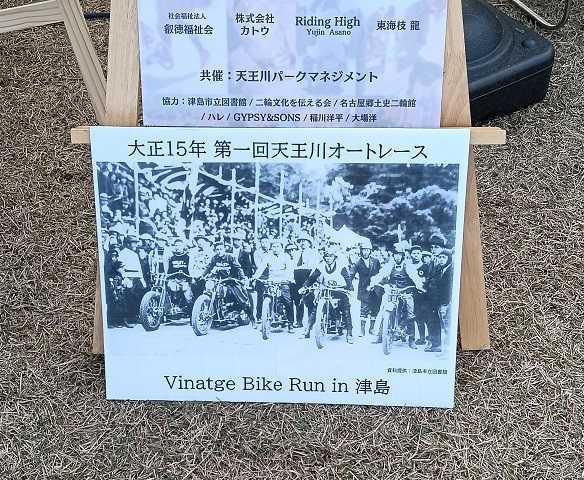 社会福祉法人
叡徳福祉会
株式会社
カトウ
Riding High
Yujin Asano
東海枝 龍
共催：天王川パークマネジメント
協力：津島市立図書館 / 二輪文化を伝える会 / 名古屋郷土史二輪館
/ ハレ / GYPSY&SONS / 稲川洋平 / 大場洋
大正15年 第一回天王川オートレース
資料提供：津島市立図書館
Vinatge Bike Run in 津島